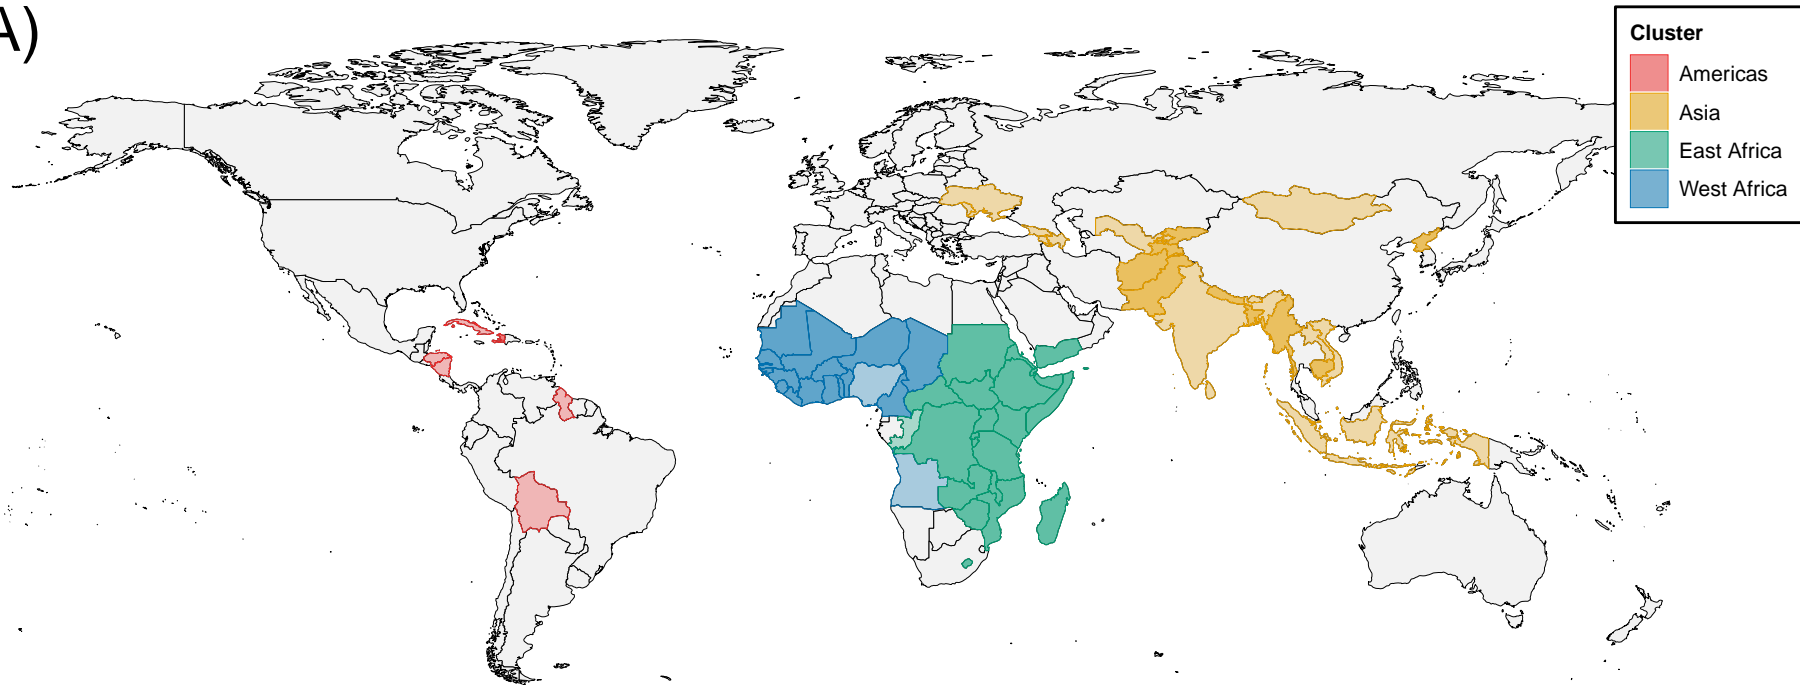 A)
Cluster
Americas
Asia
East Africa
West Africa